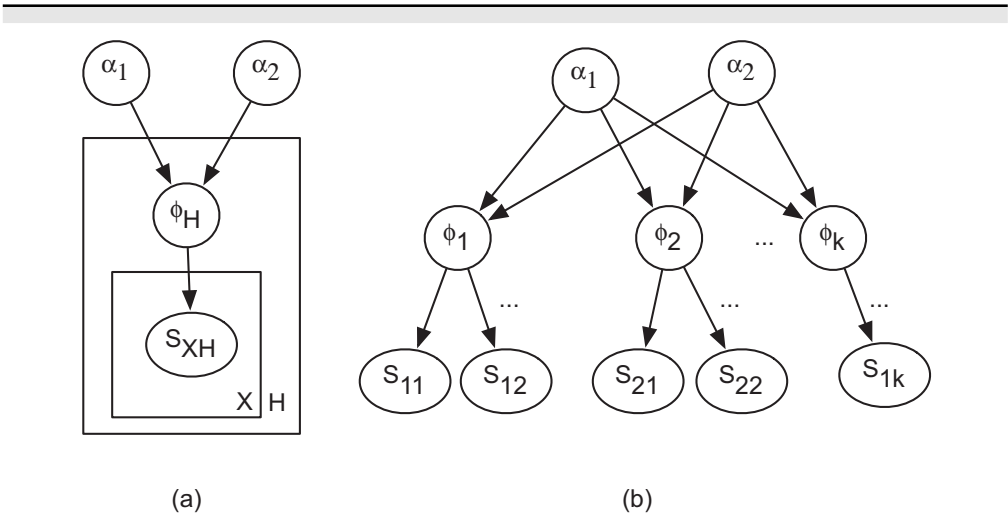 α1 α2
ϕH
SXH
X H
(a)
α1 α2
ϕ1 ϕ2 ... ϕk
... ... ...
S11 S12 S21 S22 S1k
(b)